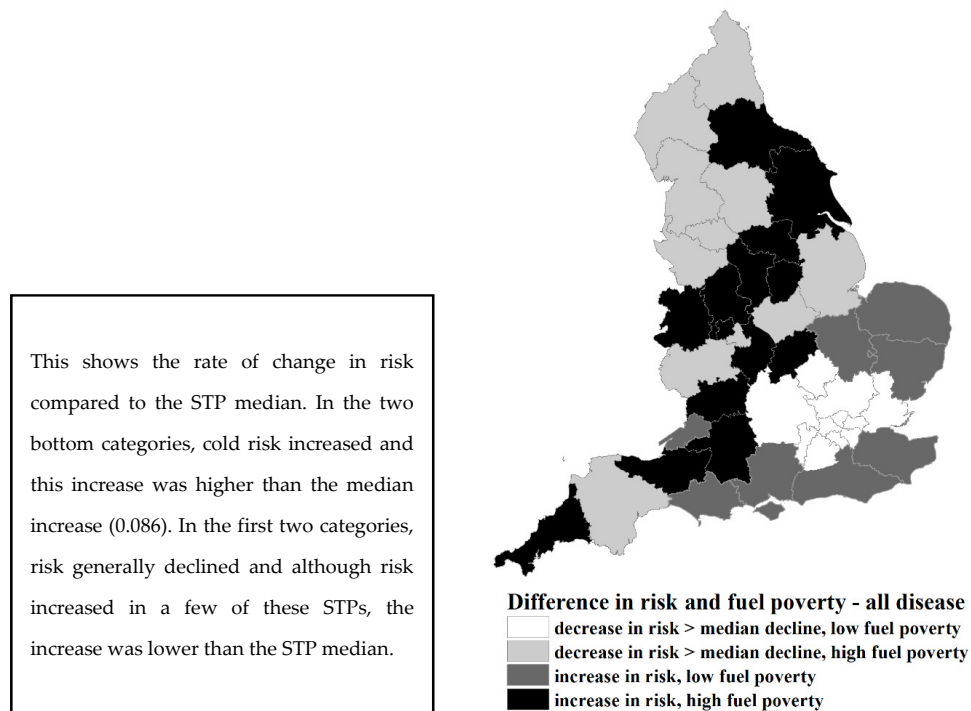 This shows the rate of change in risk
compared to the STP median. In the two
bottom categories, cold risk increased and
this increase was higher than the median
increase (0.086). In the first two categories,
risk generally declined and although risk
increased in a few of these STPs, the
increase was lower than the STP median.
Difference in risk and fuel poverty - all disease
decrease in risk > median decline, low fuel poverty
decrease in risk > median decline, high fuel poverty
increase in risk, low fuel poverty
increase in risk, high fuel poverty